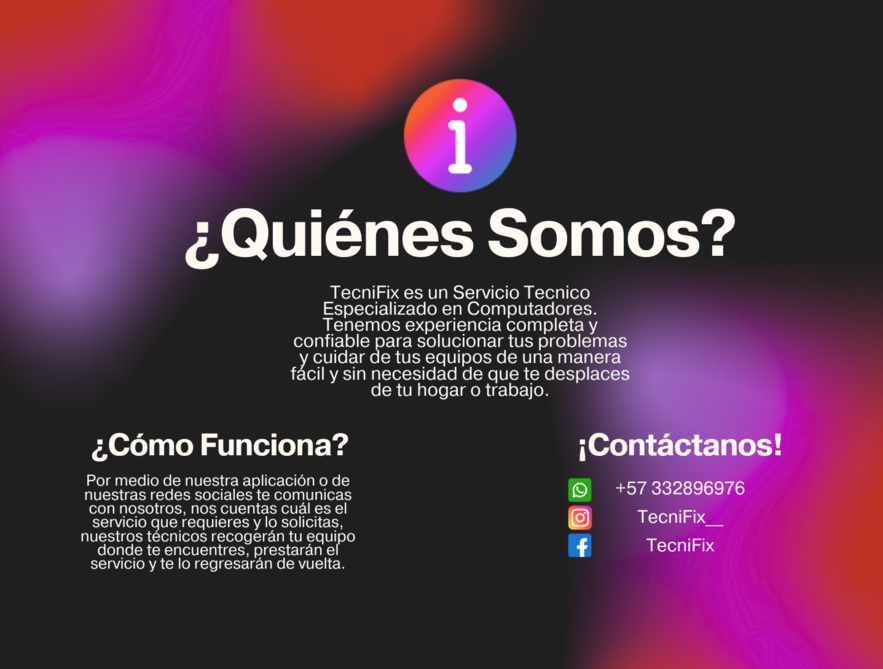 ¿Quiénes Somos?
TecniFix es un Servicio Tecnico
Especializado en Computadores.
Tenemos experiencia completa y
confiable para solucionar tus problemas
y cuidar de tus equipos de una manera
fácil y sin necesidad de que te desplaces
de tu hogar o trabajo.
¿Cómo Funciona?
Por medio de nuestra aplicación o de
nuestras redes sociales te comunicas
con nosotros, nos cuentas cuál es el
servicio que requieres y lo solicitas,
nuestros técnicos recogerán tu equipo
donde te encuentres, prestarán el
servicio y te lo regresarán de vuelta.
¡Contáctanos!
+57 332896976
TecniFix__
TecniFix